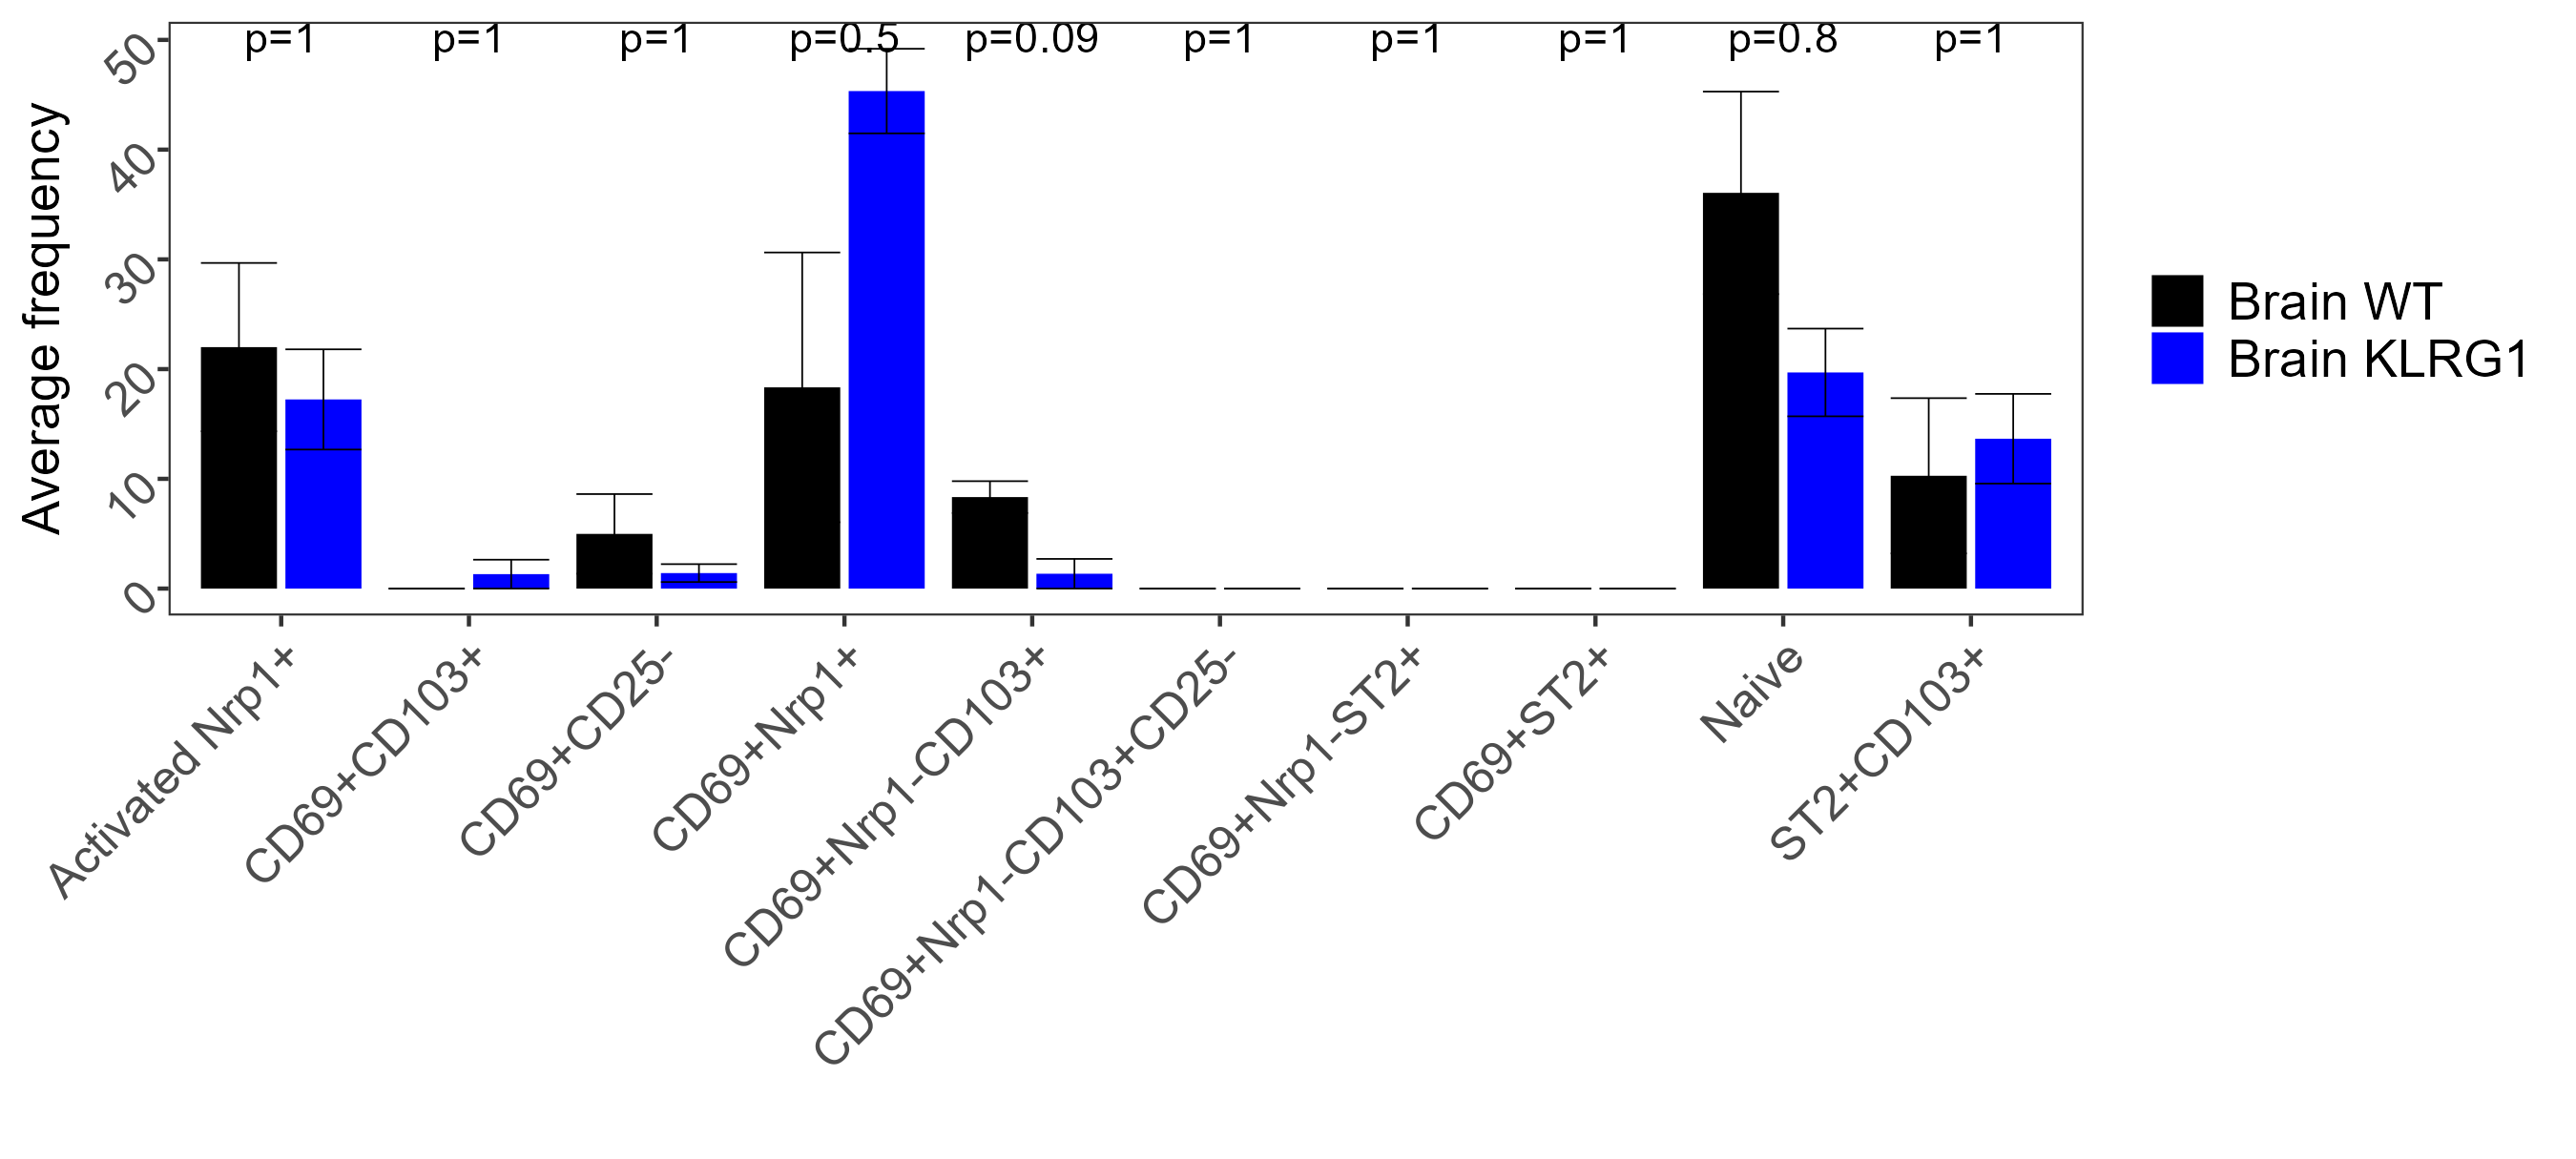 p=1 p=1 p=1 p=0.5 p=0.09 p=1 p=1 p=1 p=0.8 p=1
Average frequency
50
40
30
20
10
0
Brain WT
Brain KLRG1
Activated Nrp1+
CD69+CD103+
CD69+CD25-
CD69+Nrp1+
CD69+Nrp1-CD103+
CD69+Nrp1-CD103+CD25-
CD69+Nrp1-ST2+
CD69+ST2+
Naive
ST2+CD103+